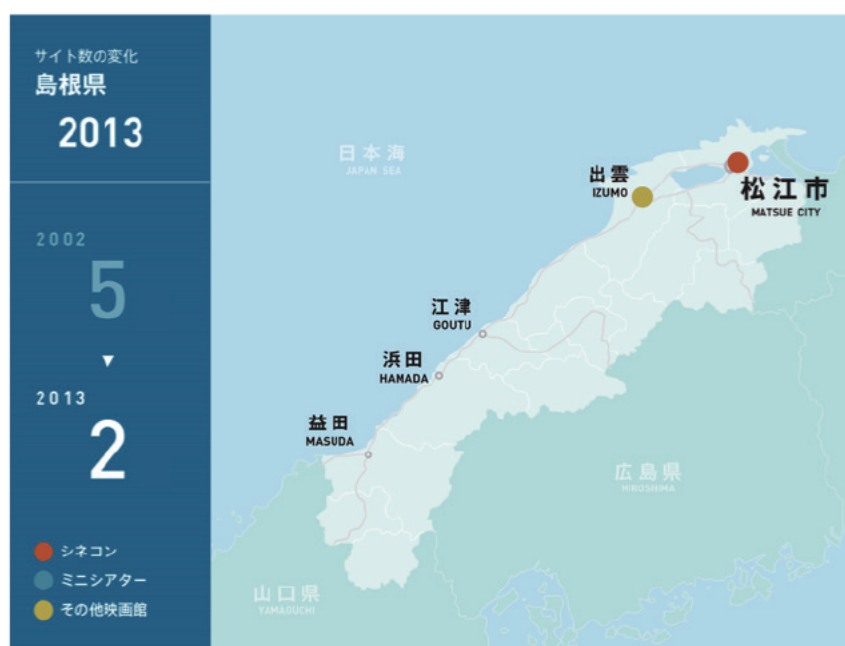 サイト数の変化
島根県
2013
2002
5
▼
2013
2
シネコン
ミニシアター
その他映画館
日本海
JAPAN SEA
出雲
IZUMO
松江市
MATSUE CITY
江津
GOUTU
浜田
HAMADA
益田
MASUDA
広島県
HIROSHIMA
山口県
YAMAGUCHI